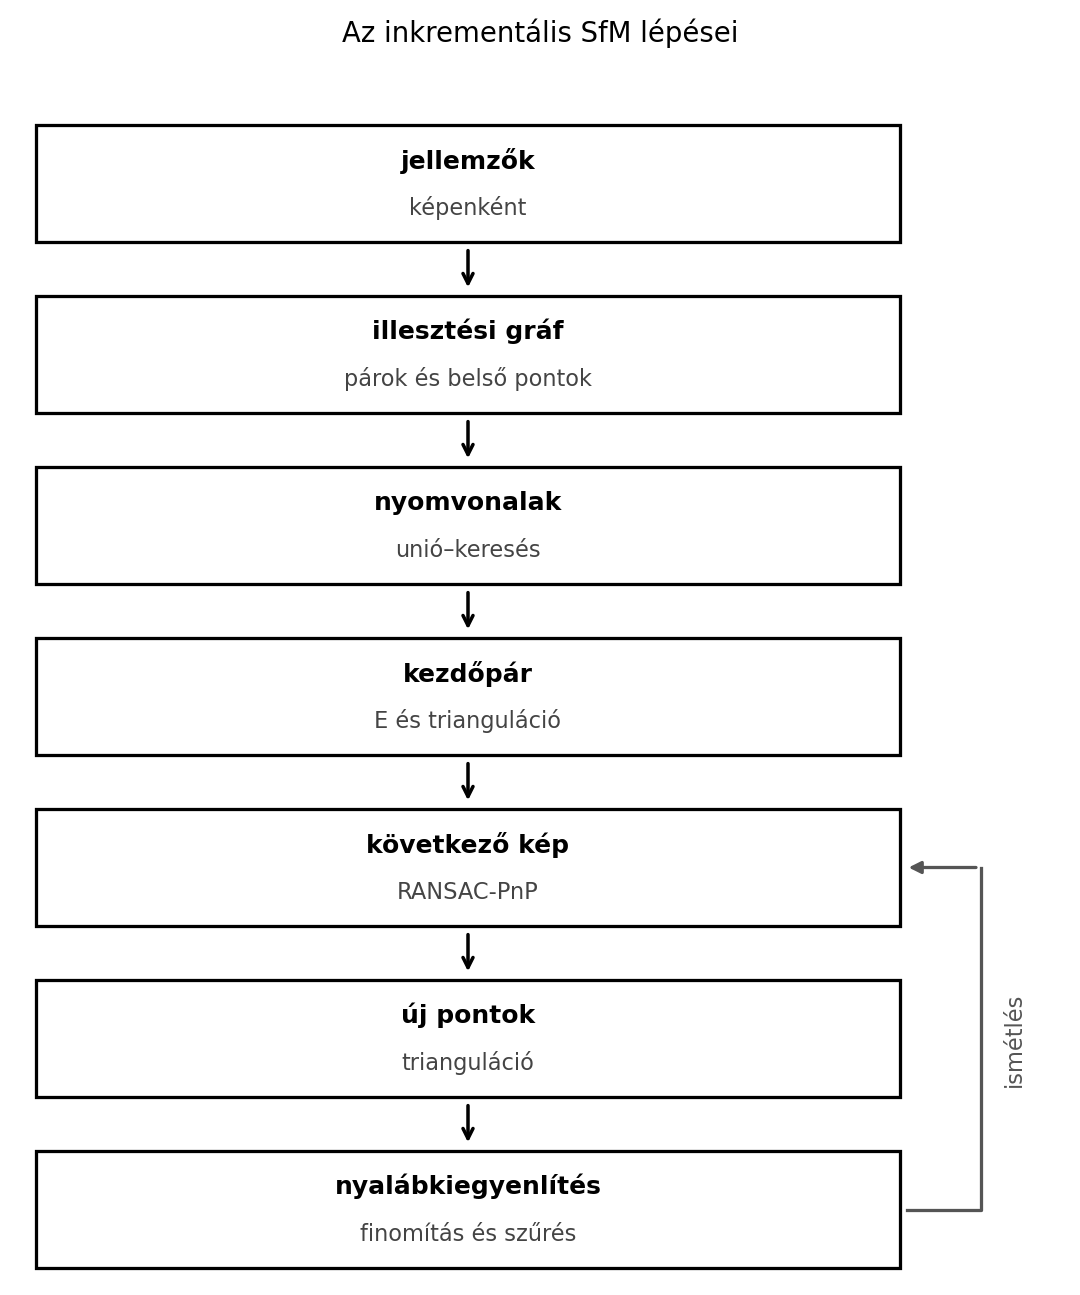 Az inkrementális SfM lépései
jellemzők
képenként
illesztési gráf
párok és belső pontok
nyomvonalak
unió–keresés
kezdőpár
E és trianguláció
következő kép
RANSAC-PnP
új pontok
trianguláció
nyalábkiegyenlítés
finomítás és szűrés
ismétlés